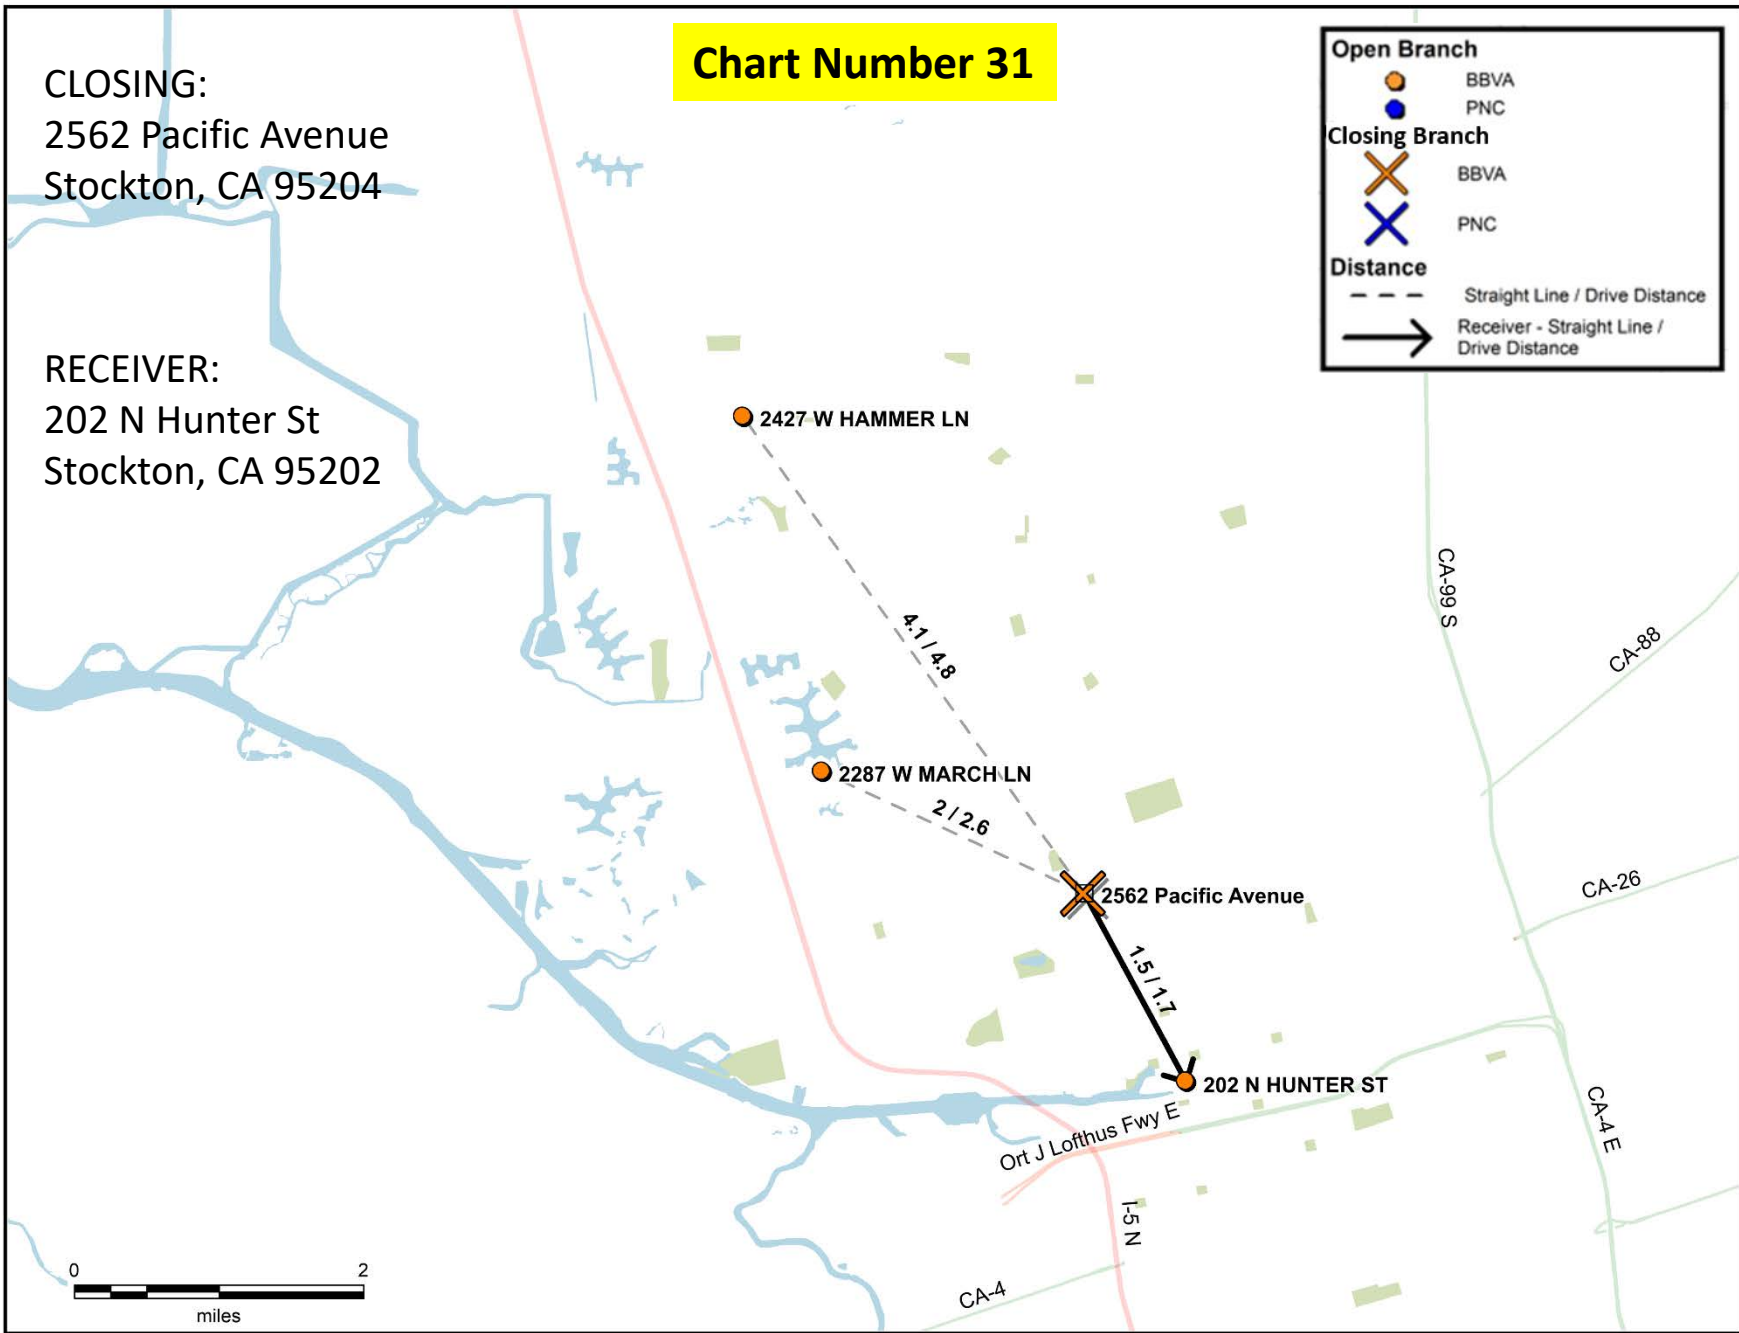 Chart Number 31
CLOSING:
2562 Pacific Avenue
Stockton, CA 95204
RECEIVER:
202 N Hunter St
Stockton, CA 95202
Open Branch
BBVA
PNC
Closing Branch
BBVA
PNC
Distance
Straight Line / Drive Distance
Receiver - Straight Line /
Drive Distance
2427 W HAMMER LN
4.1 / 4.8
2287 W MARCH LN
2 / 2.6
2562 Pacific Avenue
1.5 / 1.7
202 N HUNTER ST
CA-99 S
CA-88
CA-26
CA-4 E
Ort J Lofthus Fwy E
I-5 N
CA-4
0 2
miles